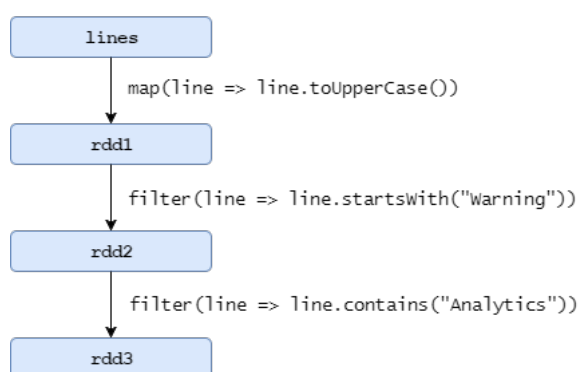 lines
map(line => line.toUpperCase())
rdd1
filter(line => line.startsWith("Warning"))
rdd2
filter(line => line.contains("Analytics"))
rdd3